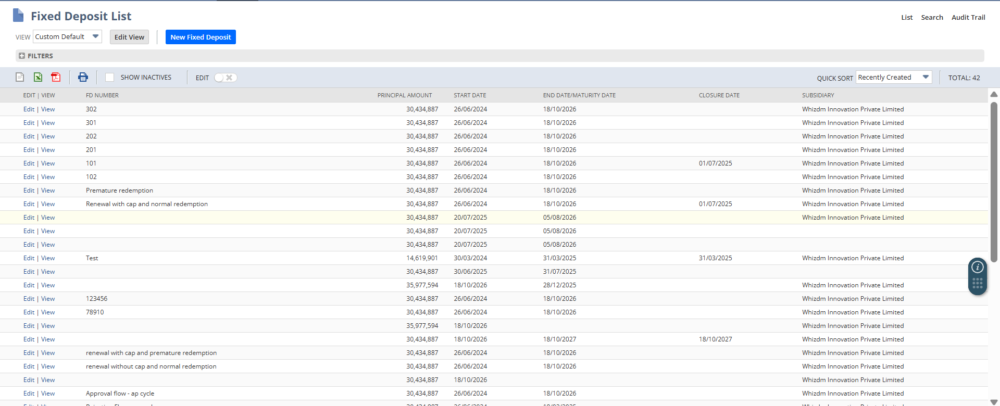 Fixed Deposit List
List Search Audit Trail
VIEW Custom Default Edit View New Fixed Deposit
FILTERS
SHOW INACTIVES EDIT QUICK SORT Recently Created TOTAL: 42
EDIT | VIEW FD NUMBER PRINCIPAL AMOUNT START DATE END DATE/MATURITY DATE CLOSURE DATE SUBSIDIARY
Edit | View 302 30,434,887 26/06/2024 18/10/2026 Whizdm Innovation Private Limited
Edit | View 301 30,434,887 26/06/2024 18/10/2026 Whizdm Innovation Private Limited
Edit | View 202 30,434,887 26/06/2024 18/10/2026 Whizdm Innovation Private Limited
Edit | View 201 30,434,887 26/06/2024 18/10/2026 Whizdm Innovation Private Limited
Edit | View 101 30,434,887 26/06/2024 18/10/2026 01/07/2025 Whizdm Innovation Private Limited
Edit | View 102 30,434,887 26/06/2024 18/10/2026 Whizdm Innovation Private Limited
Edit | View Premature redemption 30,434,887 26/06/2024 18/10/2026 Whizdm Innovation Private Limited
Edit | View Renewal with cap and normal redemption 30,434,887 26/06/2024 18/10/2026 01/07/2025 Whizdm Innovation Private Limited
Edit | View 30,434,887 20/07/2025 05/08/2026 Whizdm Innovation Private Limited
Edit | View 30,434,887 20/07/2025 05/08/2026
Edit | View 30,434,887 20/07/2025 05/08/2026
Edit | View Test 14,619,901 30/03/2024 31/03/2025 31/03/2025 Whizdm Innovation Private Limited
Edit | View 30,434,887 30/06/2025 31/07/2025
Edit | View 35,977,594 18/10/2026 28/12/2025 Whizdm Innovation Private Limited
Edit | View 123456 30,434,887 26/06/2024 18/10/2026 Whizdm Innovation Private Limited
Edit | View 78910 30,434,887 26/06/2024 18/10/2026 Whizdm Innovation Private Limited
Edit | View 35,977,594 18/10/2026 Whizdm Innovation Private Limited
Edit | View 30,434,887 18/10/2026 18/10/2027 18/10/2027 Whizdm Innovation Private Limited
Edit | View renewal with cap and premature redemption 30,434,887 26/06/2024 18/10/2026 Whizdm Innovation Private Limited
Edit | View renewal without cap and normal redemption 30,434,887 26/06/2024 18/10/2026 Whizdm Innovation Private Limited
Edit | View 30,434,887 18/10/2026 Whizdm Innovation Private Limited
Edit | View Approval flow - ap cycle 30,434,887 26/06/2024 18/10/2026 Whizdm Innovation Private Limited